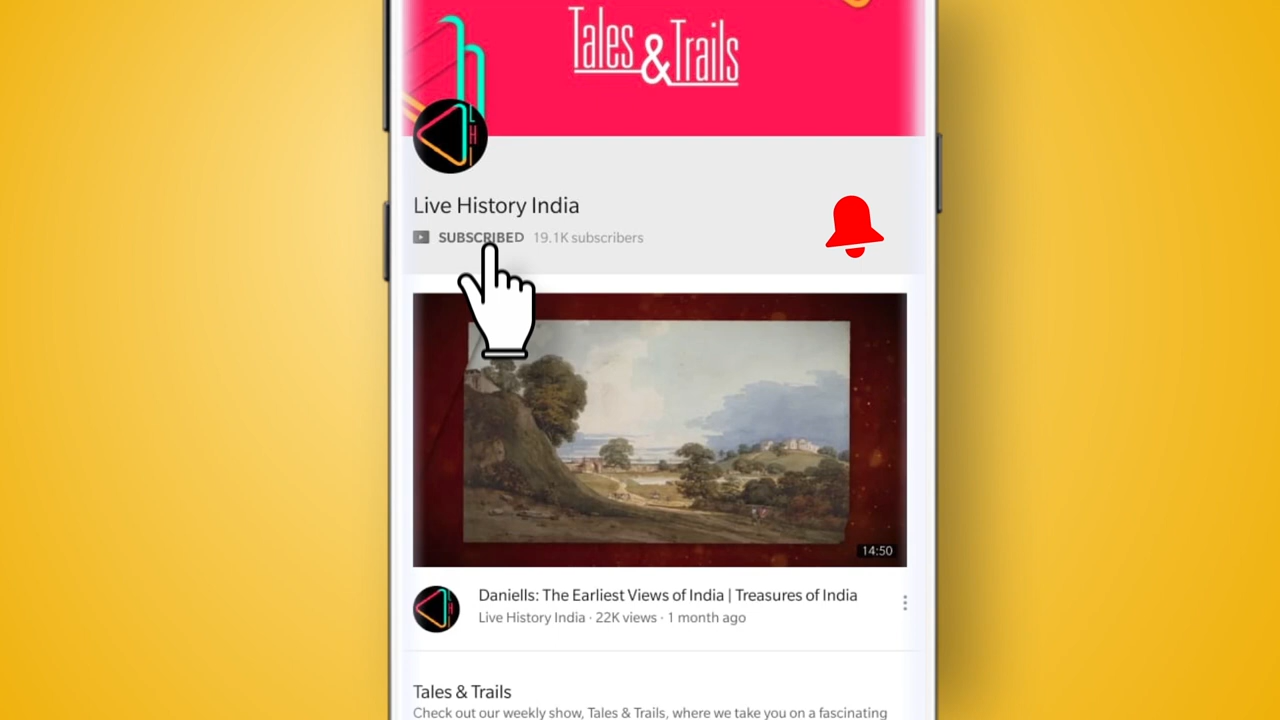 Tales & Trails
LHI
Live History India
SUBSCRIBED 19.1K subscribers
14:50
LHI
Daniells: The Earliest Views of India | Treasures of India
Live History India · 22K views · 1 month ago
Tales & Trails
Check out our weekly show, Tales & Trails, where we take you on a fascinating